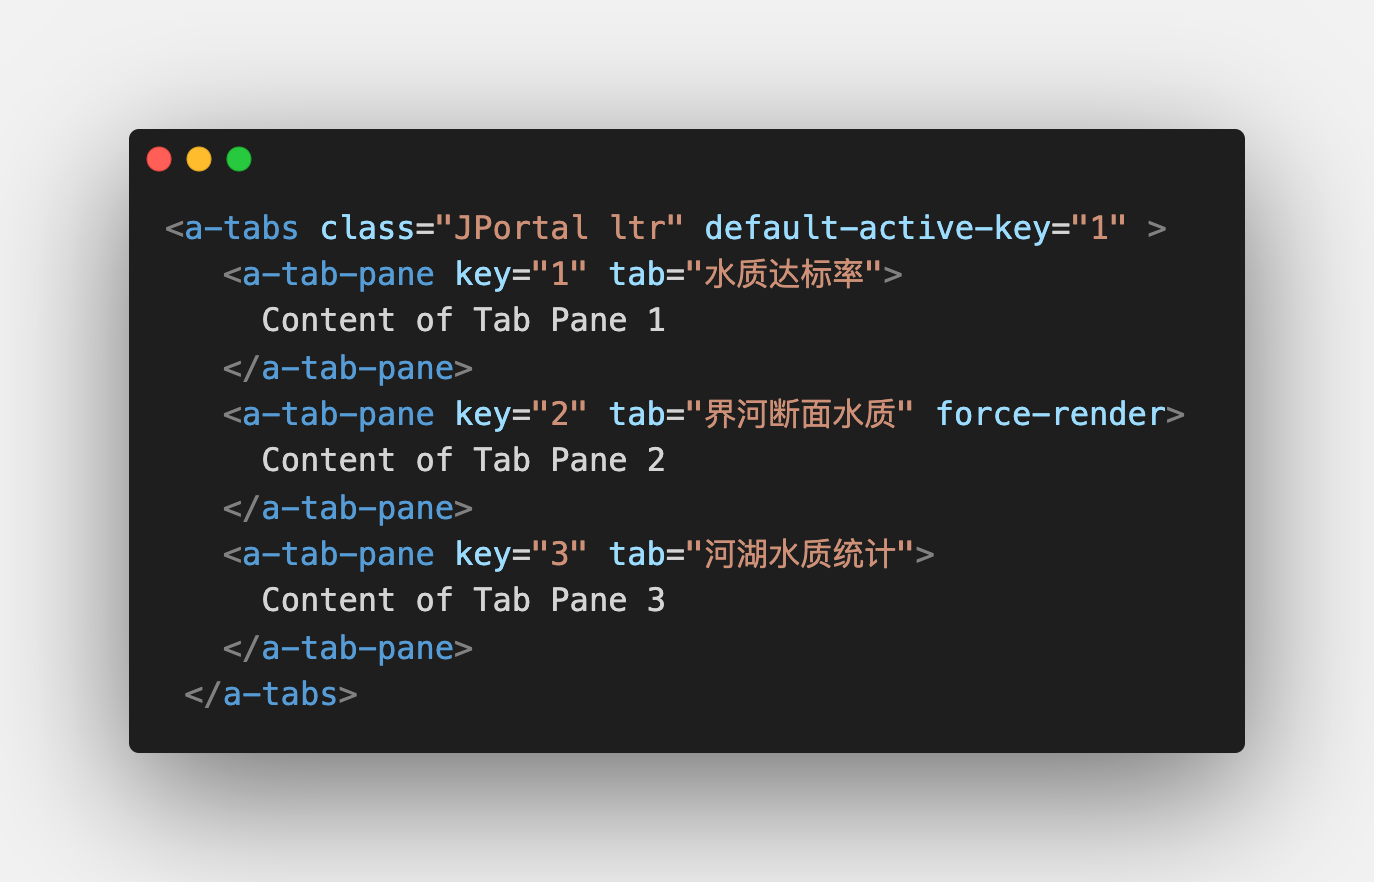 <a-tabs class="JPortal ltr" default-active-key="1" >
<a-tab-pane key="1" tab="水质达标率">
Content of Tab Pane 1
</a-tab-pane>
<a-tab-pane key="2" tab="界河断面水质" force-render>
Content of Tab Pane 2
</a-tab-pane>
<a-tab-pane key="3" tab="河湖水质统计">
Content of Tab Pane 3
</a-tab-pane>
</a-tabs>